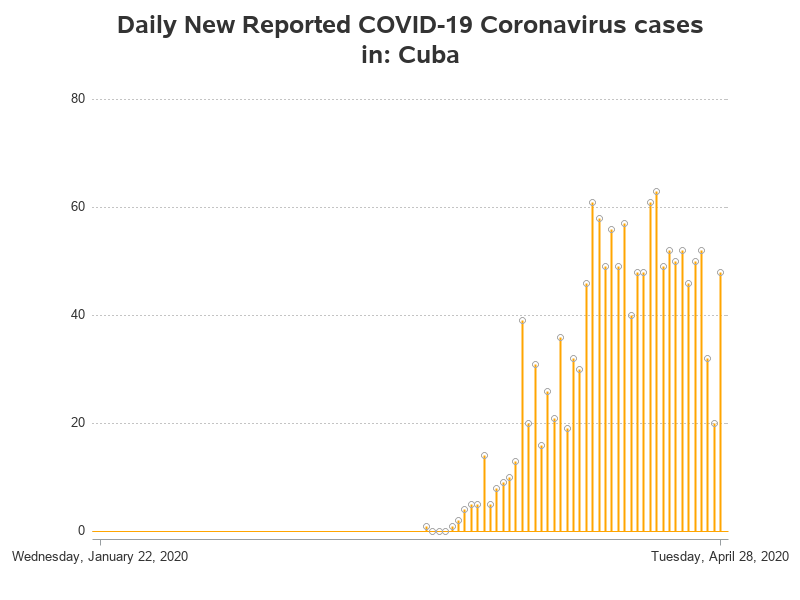 Daily New Reported COVID-19 Coronavirus cases
in: Cuba
80
60
40
20
0
Wednesday, January 22, 2020
Tuesday, April 28, 2020